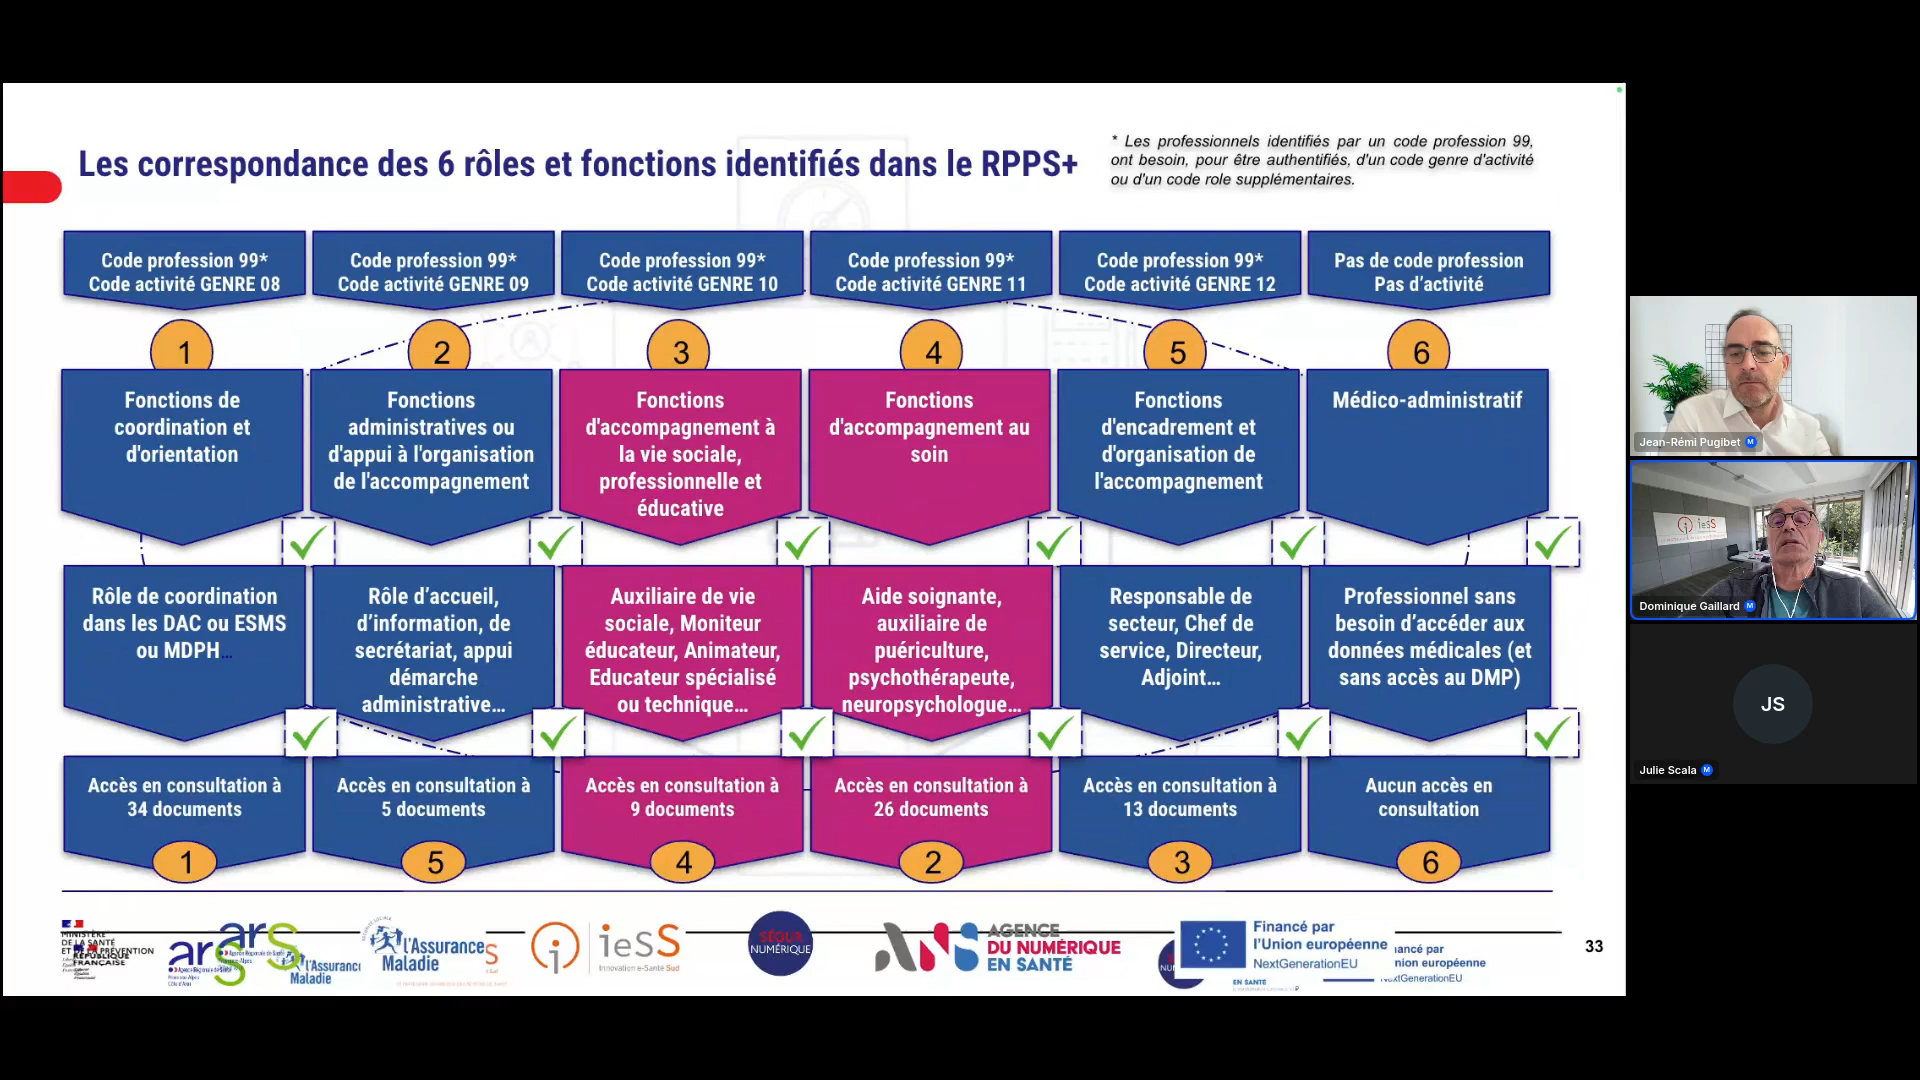 Les correspondance des 6 rôles et fonctions identifiés dans le RPPS+
* Les professionnels identifiés par un code profession 99,
ont besoin, pour être authentifiés, d'un code genre d'activité
ou d'un code role supplémentaires.
Code profession 99*
Code activité GENRE 08
Code profession 99*
Code activité GENRE 09
Code profession 99*
Code activité GENRE 10
Code profession 99*
Code activité GENRE 11
Code profession 99*
Code activité GENRE 12
Pas de code profession
Pas d’activité
1
2
3
4
5
6
Fonctions de
coordination et
d'orientation
Fonctions
administratives ou
d'appui à l'organisation
de l'accompagnement
Fonctions
d'accompagnement à
la vie sociale,
professionnelle et
éducative
Fonctions
d'accompagnement au
soin
Fonctions
d'encadrement et
d'organisation de
l'accompagnement
Médico-administratif
Rôle de coordination
dans les DAC ou ESMS
ou MDPH...
Rôle d’accueil,
d’information, de
secrétariat, appui
démarche
administrative...
Auxiliaire de vie
sociale, Moniteur
éducateur, Animateur,
Educateur spécialisé
ou technique...
Aide soignante,
auxiliaire de
puériculture,
psychothérapeute,
neuropsychologue...
Responsable de
secteur, Chef de
service, Directeur,
Adjoint...
Professionnel sans
besoin d’accéder aux
données médicales (et
sans accès au DMP)
Accès en consultation à
34 documents
Accès en consultation à
5 documents
Accès en consultation à
9 documents
Accès en consultation à
26 documents
Accès en consultation à
13 documents
Aucun accès en
consultation
1
5
4
2
3
6
MINISTÈRE
DE LA SANTÉ
ET DE LA PRÉVENTION
RÉPUBLIQUE
FRANÇAISE
ars
ars
l'Assurance
Maladie
l'Assurance
Maladie
ieSS
Innovation e-Santé Sud
SÉGUR
NUMÉRIQUE
AGENCE
DU NUMÉRIQUE
EN SANTÉ
EN SANTÉ
Financé par
l'Union européenne
NextGenerationEU
33
Jean-Rémi Pugibet
ieSS
Dominique Gaillard
JS
Julie Scala